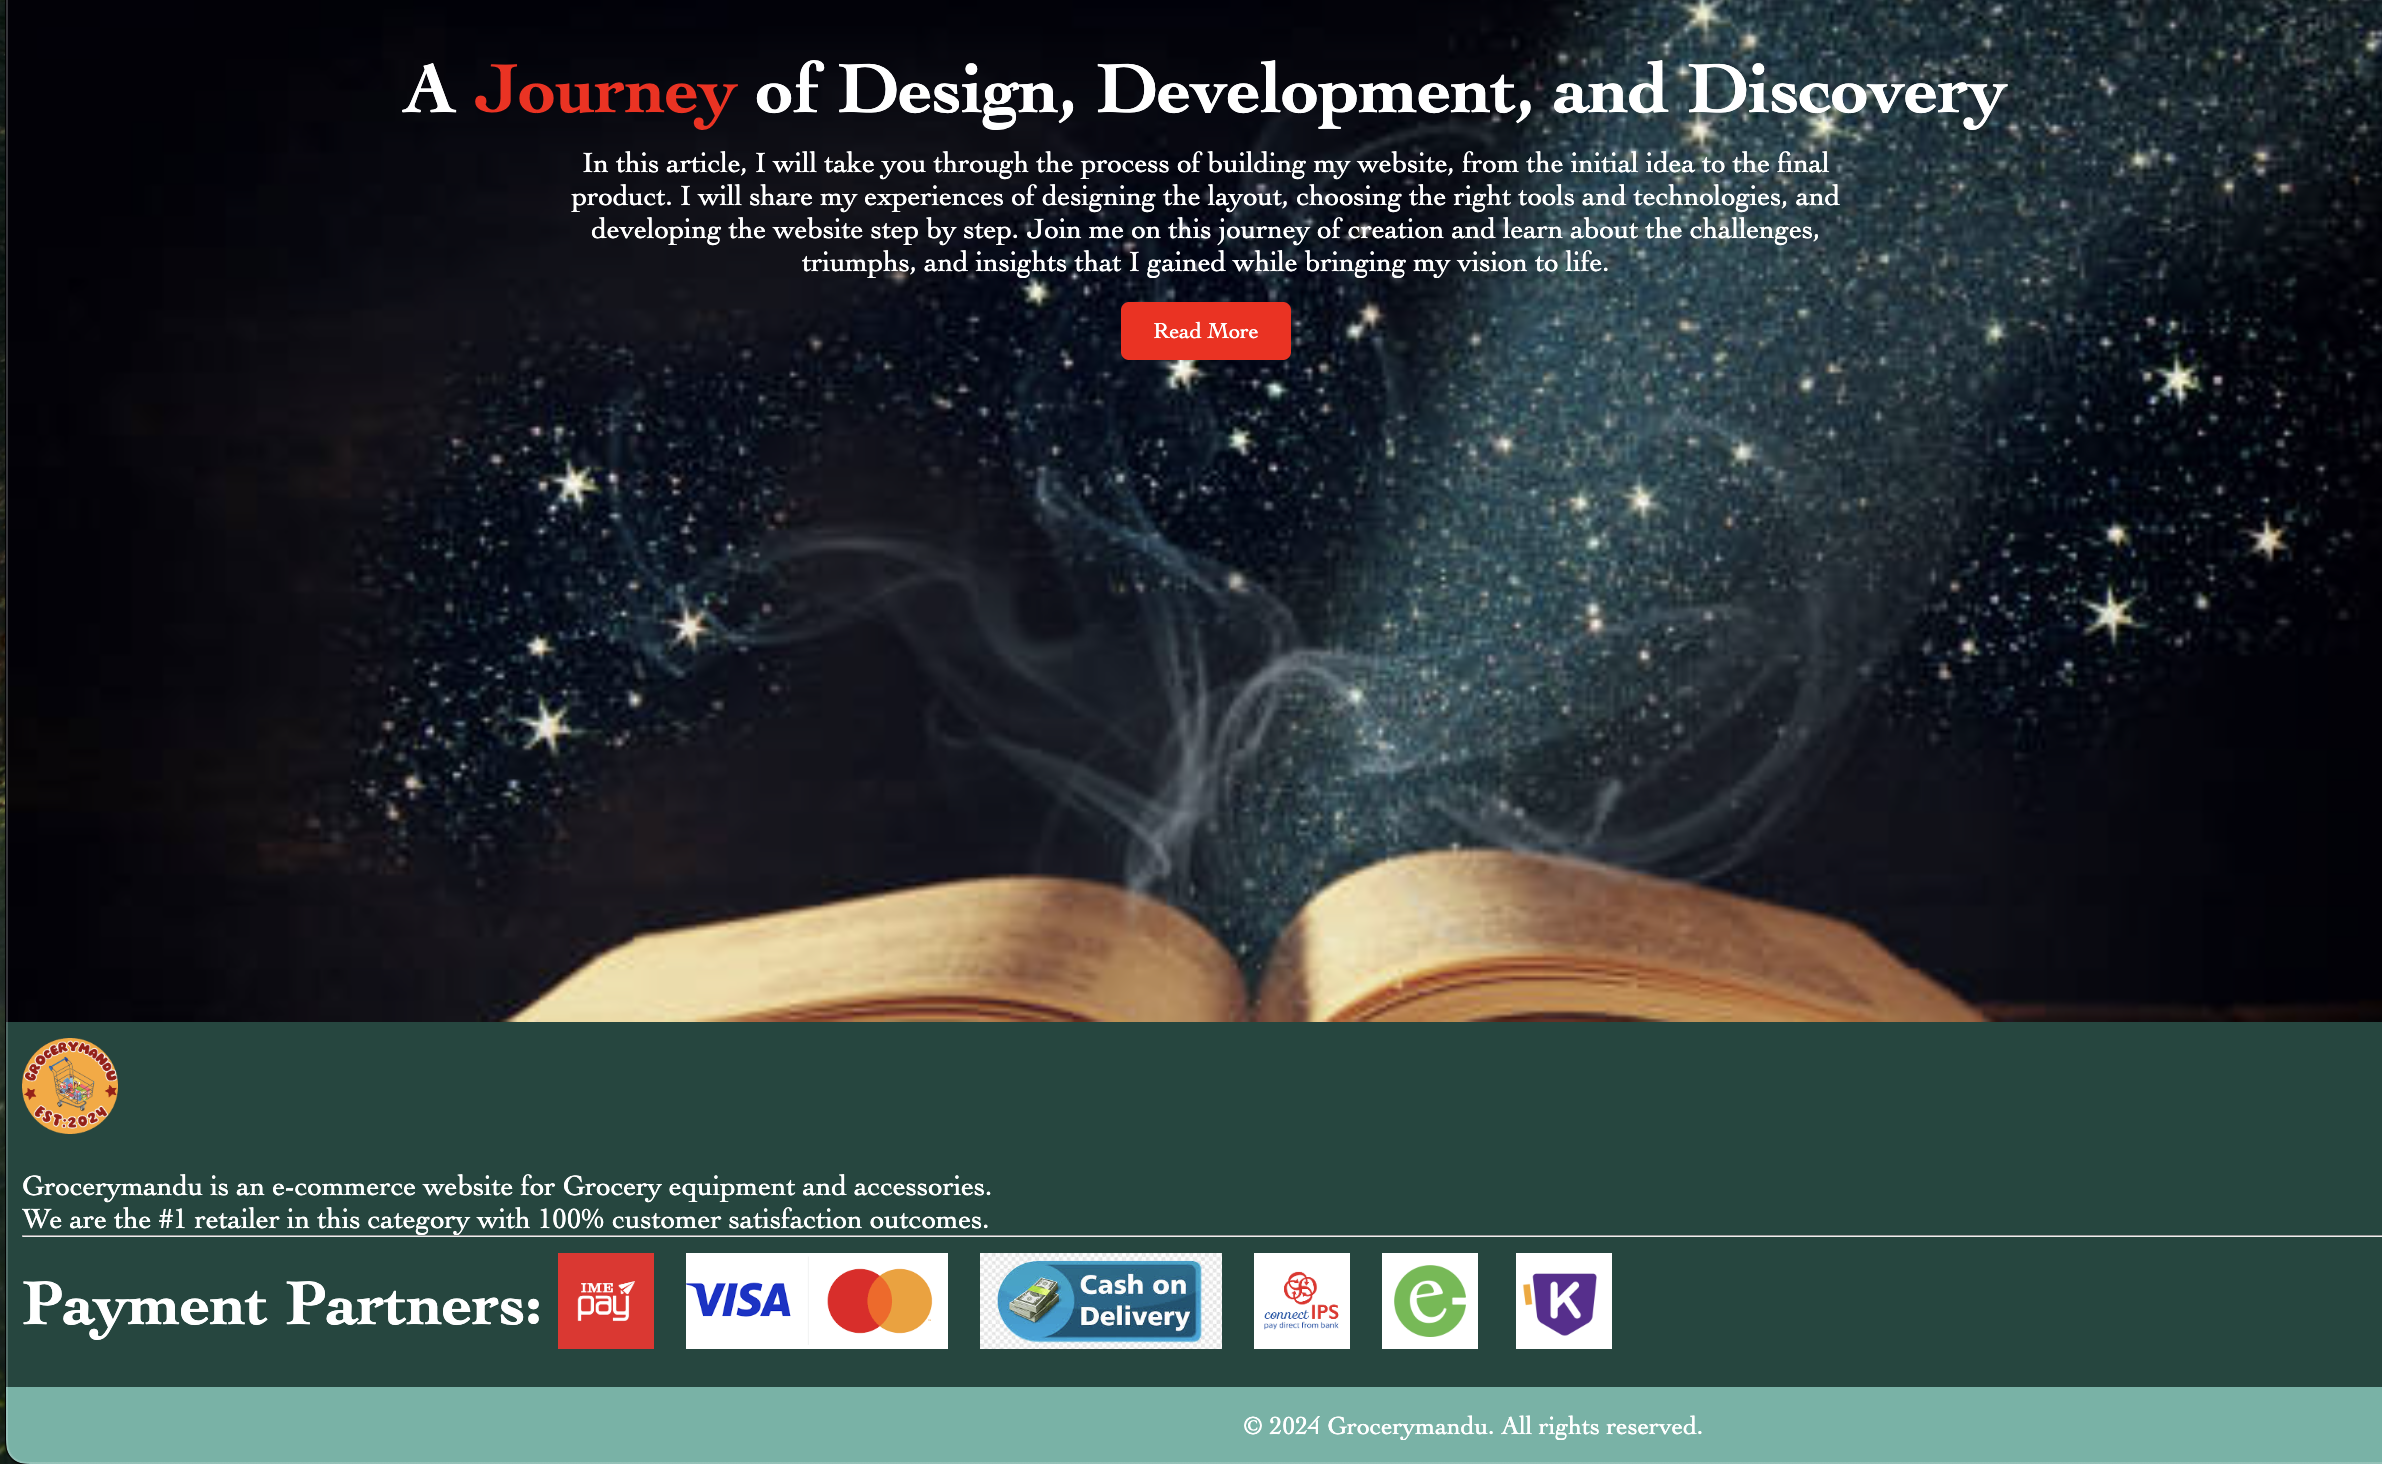 A Journey of Design, Development, and Discovery
In this article, I will take you through the process of building my website, from the initial idea to the final
product. I will share my experiences of designing the layout, choosing the right tools and technologies, and
developing the website step by step. Join me on this journey of creation and learn about the challenges,
triumphs, and insights that I gained while bringing my vision to life.
Read More
GROCERYMANDU
EST:2024
Grocerymandu is an e-commerce website for Grocery equipment and accessories.
We are the #1 retailer in this category with 100% customer satisfaction outcomes.
Payment Partners:
IME
pay
VISA
Cash on
Delivery
connect IPS
pay direct from bank
e
K
© 2024 Grocerymandu. All rights reserved.